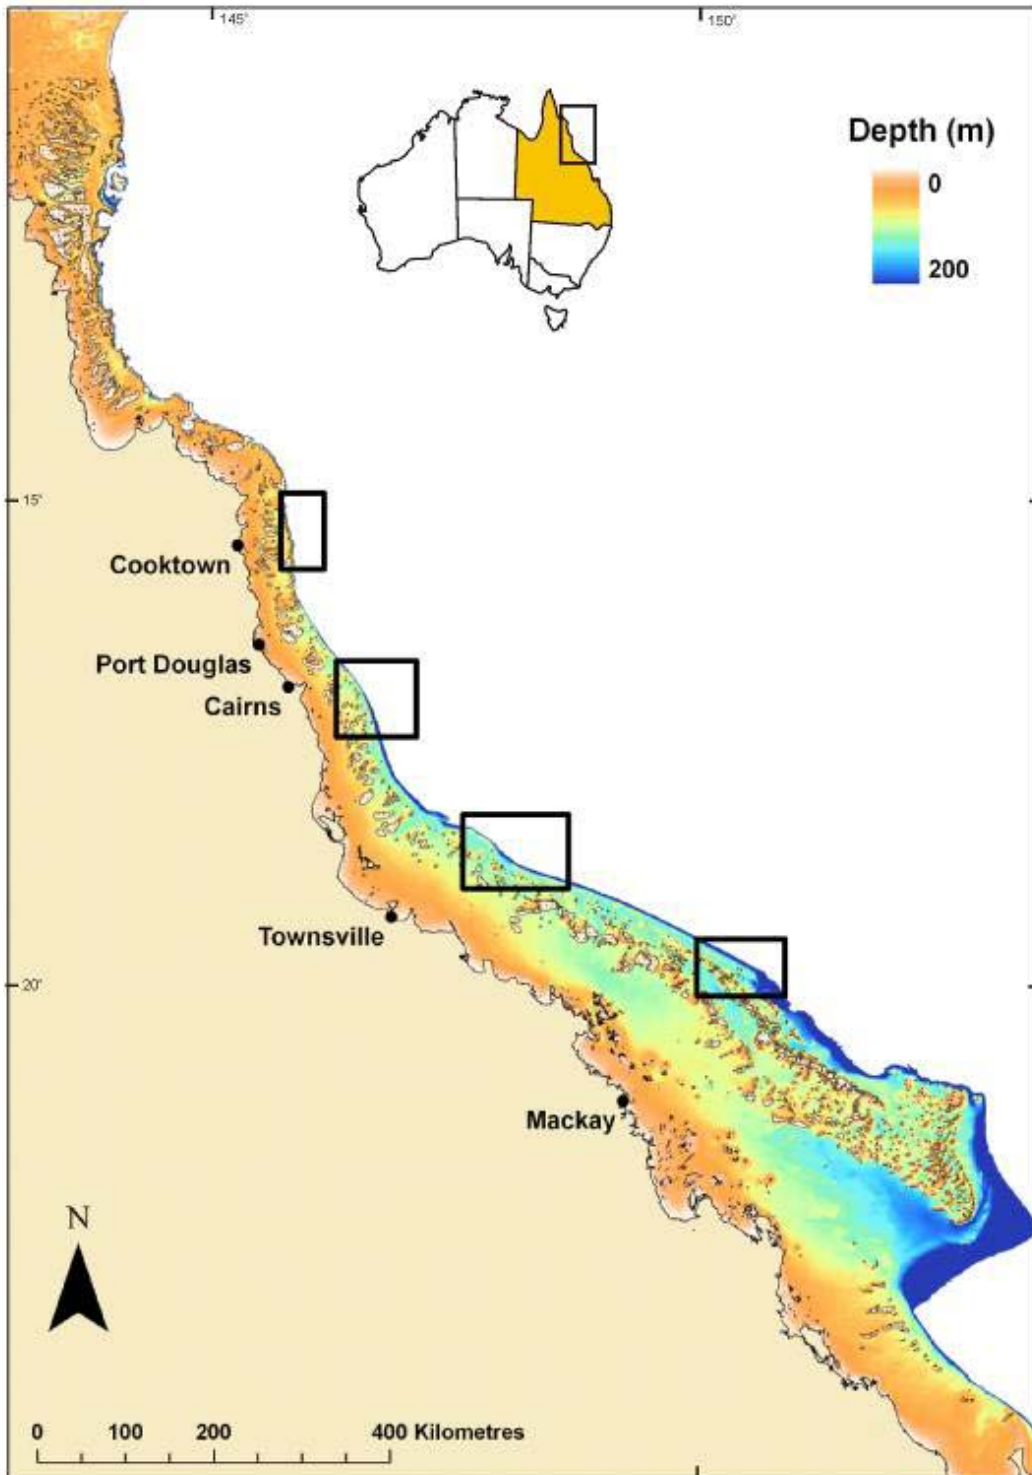 145°
150°
Depth (m)
0
200
15°
Cooktown
Port Douglas
Cairns
Townsville
20°
Mackay
N
0 100 200 400 Kilometres